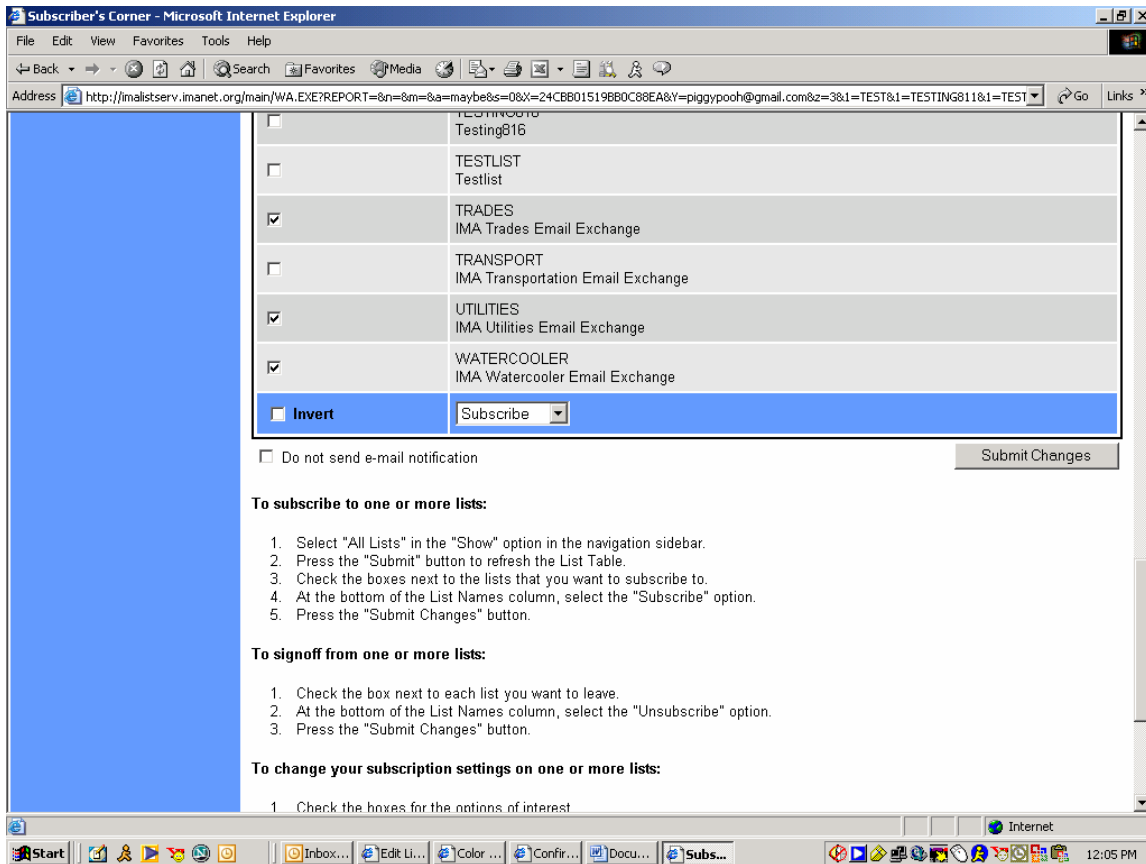 Subscriber's Corner - Microsoft Internet Explorer
File Edit View Favorites Tools Help
Back Search Favorites Media
Address http://imalistserv.imanet.org/main/WA.EXE?REPORT=&n=&m=&a=maybe&s=0&X=24CBB01519BB0C88EA&Y=piggypooh@gmail.com&z=3&1=TEST&1=TESTING811&1=TEST Go Links »
Testing816
TESTLIST
Testlist
TRADES
IMA Trades Email Exchange
TRANSPORT
IMA Transportation Email Exchange
UTILITIES
IMA Utilities Email Exchange
WATERCOOLER
IMA Watercooler Email Exchange
Invert Subscribe
Do not send e-mail notification Submit Changes
To subscribe to one or more lists:
1. Select "All Lists" in the "Show" option in the navigation sidebar.
2. Press the "Submit" button to refresh the List Table.
3. Check the boxes next to the lists that you want to subscribe to.
4. At the bottom of the List Names column, select the "Subscribe" option.
5. Press the "Submit Changes" button.
To signoff from one or more lists:
1. Check the box next to each list you want to leave.
2. At the bottom of the List Names column, select the "Unsubscribe" option.
3. Press the "Submit Changes" button.
To change your subscription settings on one or more lists:
1. Check the boxes for the options of interest
Internet
Start Inbox... Edit Li... Color ... Confir... Docu... Subs... 12:05 PM